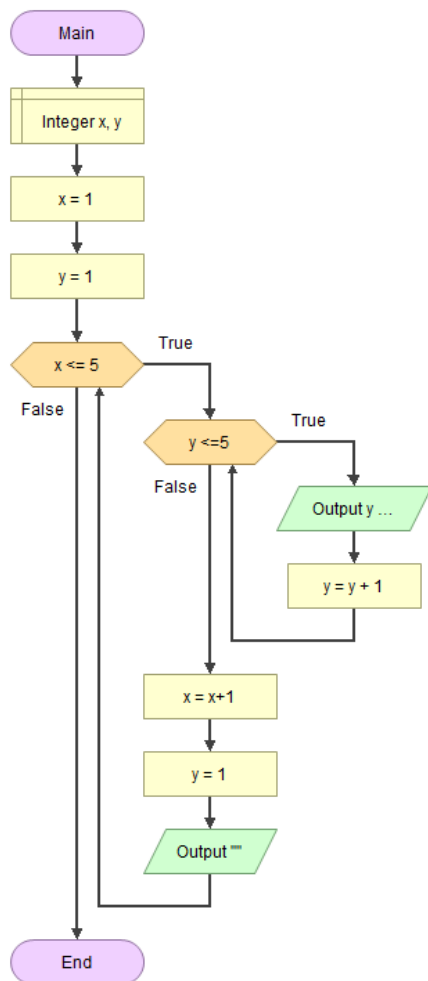 Main
Integer x, y
x = 1
y = 1
x <= 5
True
False
y <=5
True
False
Output y ...
y = y + 1
x = x+1
y = 1
Output ""
End